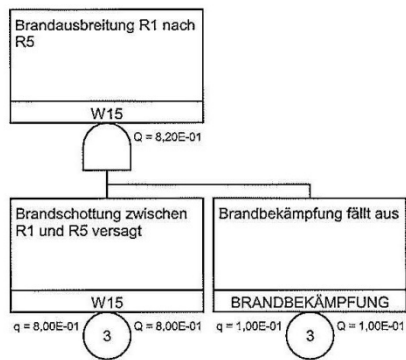 Brandausbreitung R1 nach
R5
W15
Q = 8,20E-01
Brandschottung zwischen
R1 und R5 versagt
W15
q = 8,00E-01
3
Q = 8,00E-01
Brandbekämpfung fällt aus
BRANDBEKÄMPFUNG
q = 1,00E-01
3
Q = 1,00E-01